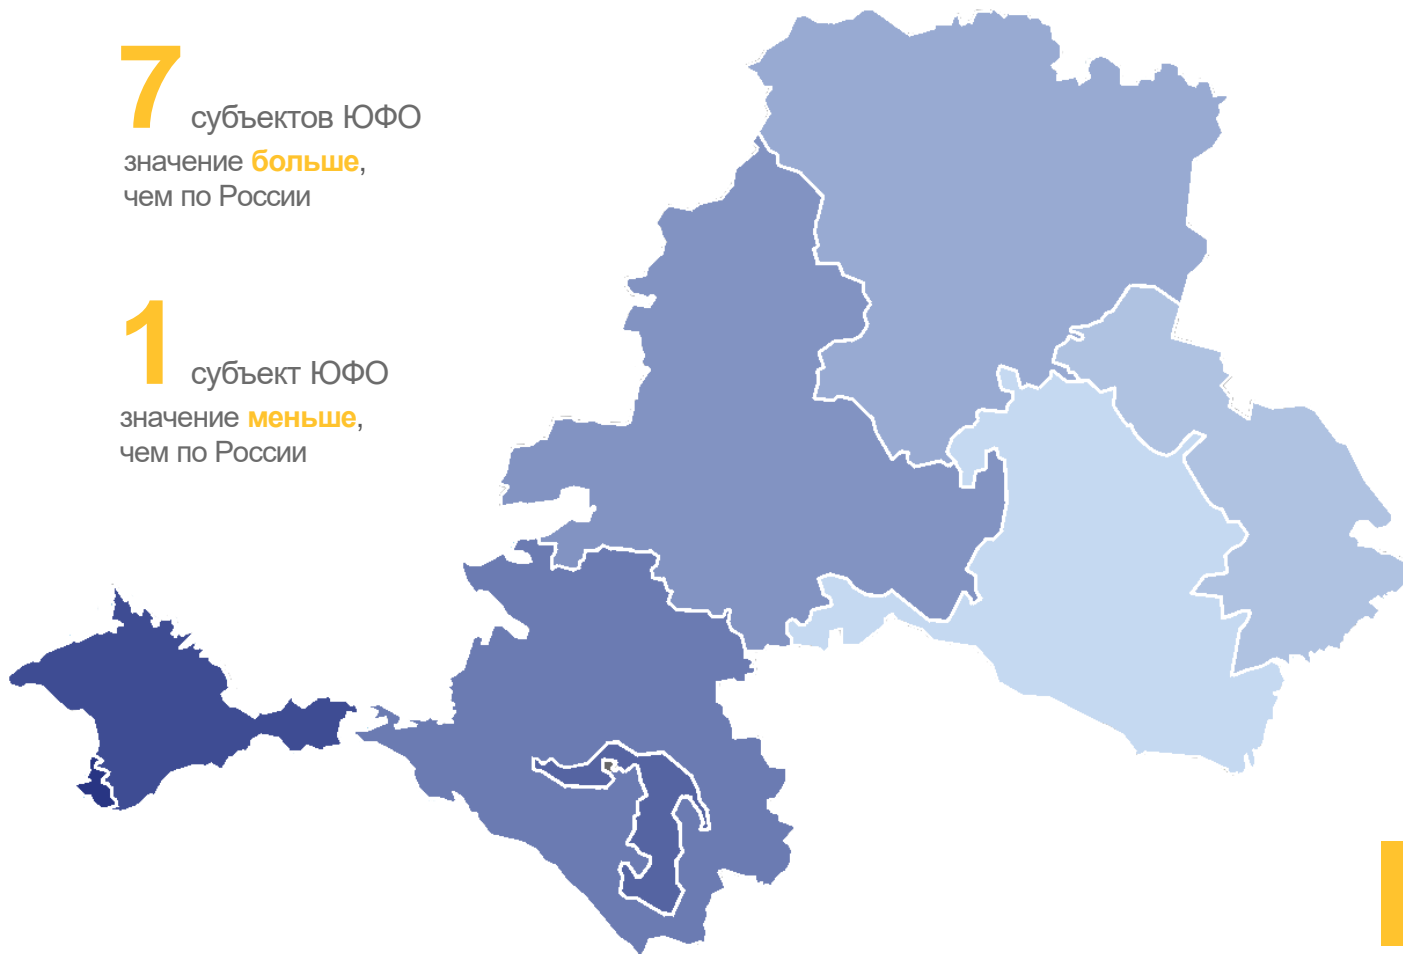 7 субъектов ЮФО
значение больше,
чем по России
1 субъект ЮФО
значение меньше,
чем по России